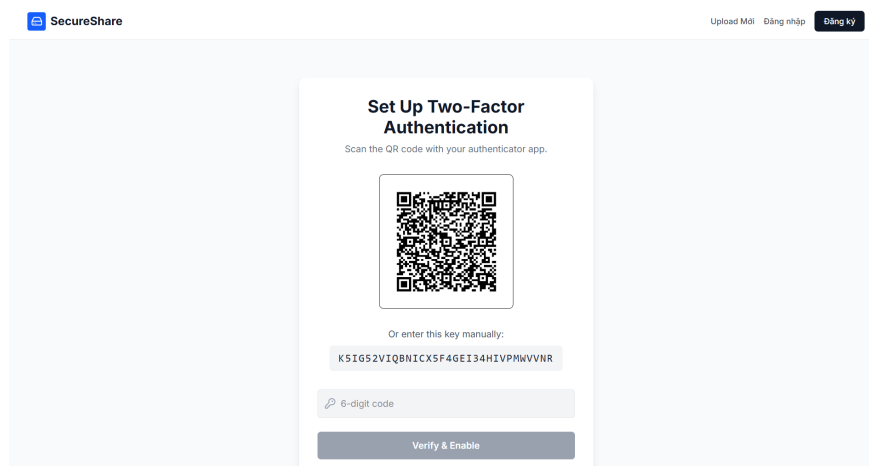 SecureShare
Upload Mới
Đăng nhập
Đăng ký
Set Up Two-Factor
Authentication
Scan the QR code with your authenticator app.
Or enter this key manually:
K5IG52VIQBNICX5F4GEI34HIVPMWVVNR
6-digit code
Verify & Enable